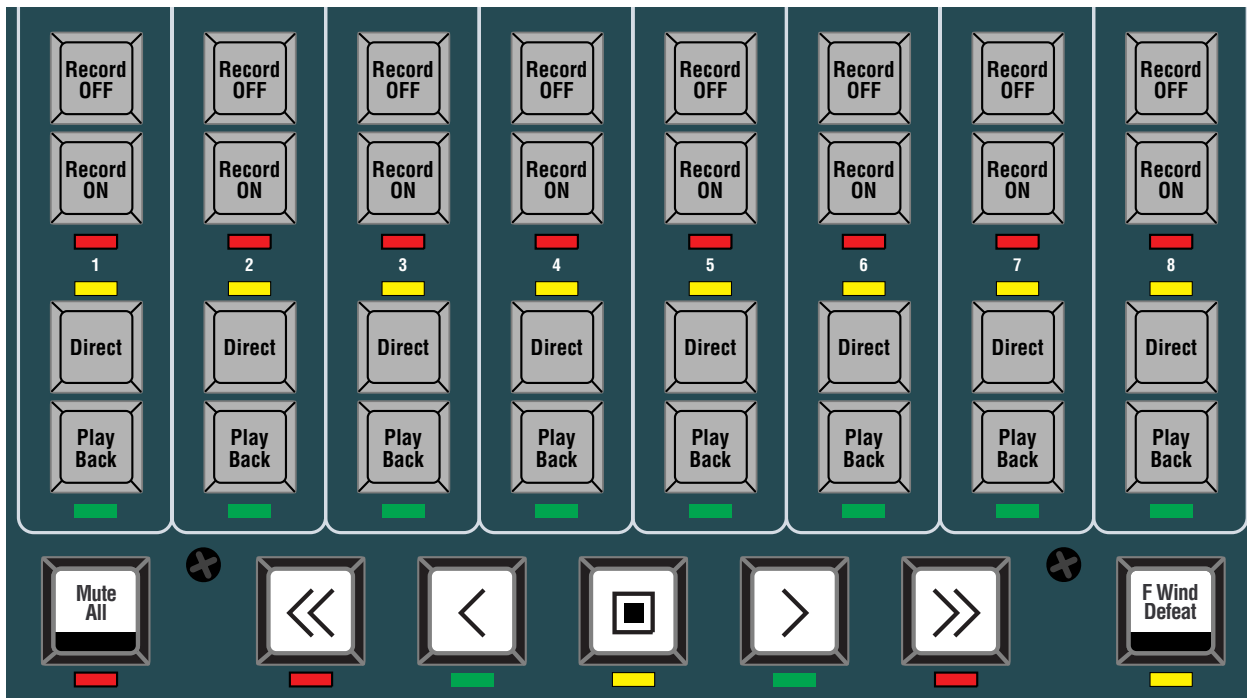 Record Record Record Record Record Record Record Record
OFF OFF OFF OFF OFF OFF OFF OFF
Record Record Record Record Record Record Record Record
ON ON ON ON ON ON ON ON
1 2 3 4 5 6 7 8
Direct Direct Direct Direct Direct Direct Direct Direct
Play Play Play Play Play Play Play Play
Back Back Back Back Back Back Back Back
Mute
All
F Wind
Defeat